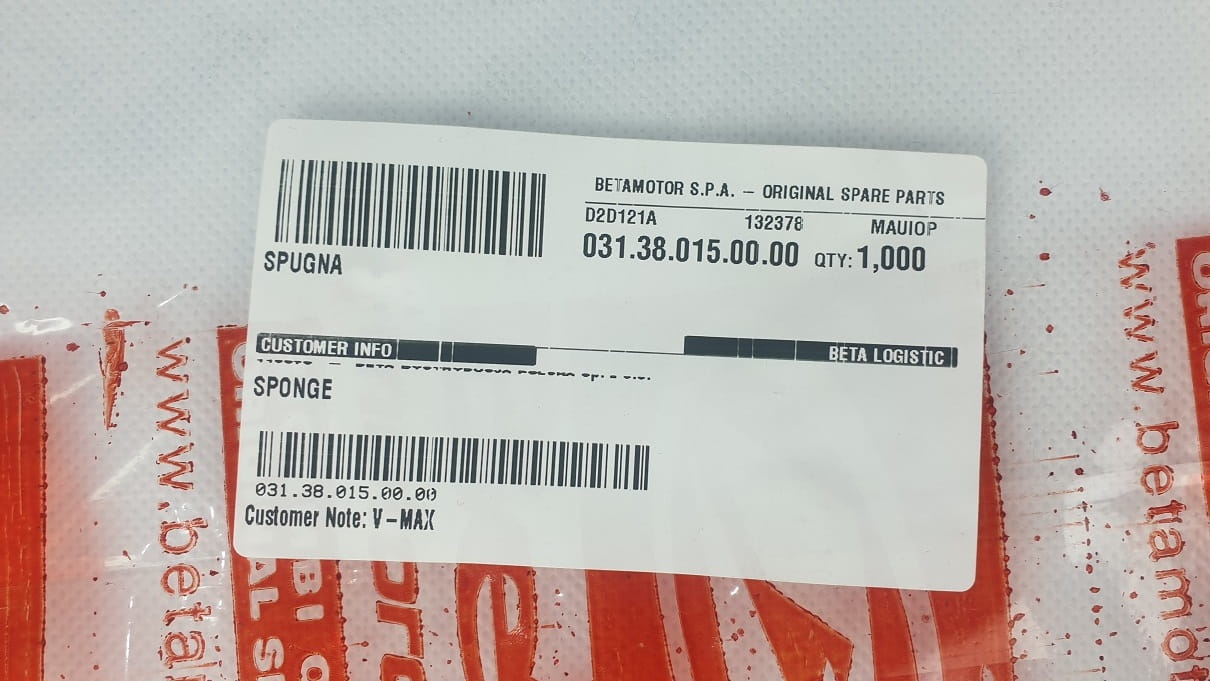 BETAMOTOR S.P.A. – ORIGINAL SPARE PARTS
D2D121A 132378 MAUIOP
031.38.015.00.00 QTY: 1,000
SPUGNA
CUSTOMER INFO
BETA LOGISTIC
SPONGE
031.38.015.00.00
Customer Note: V-MAX
www.betam
www.beta